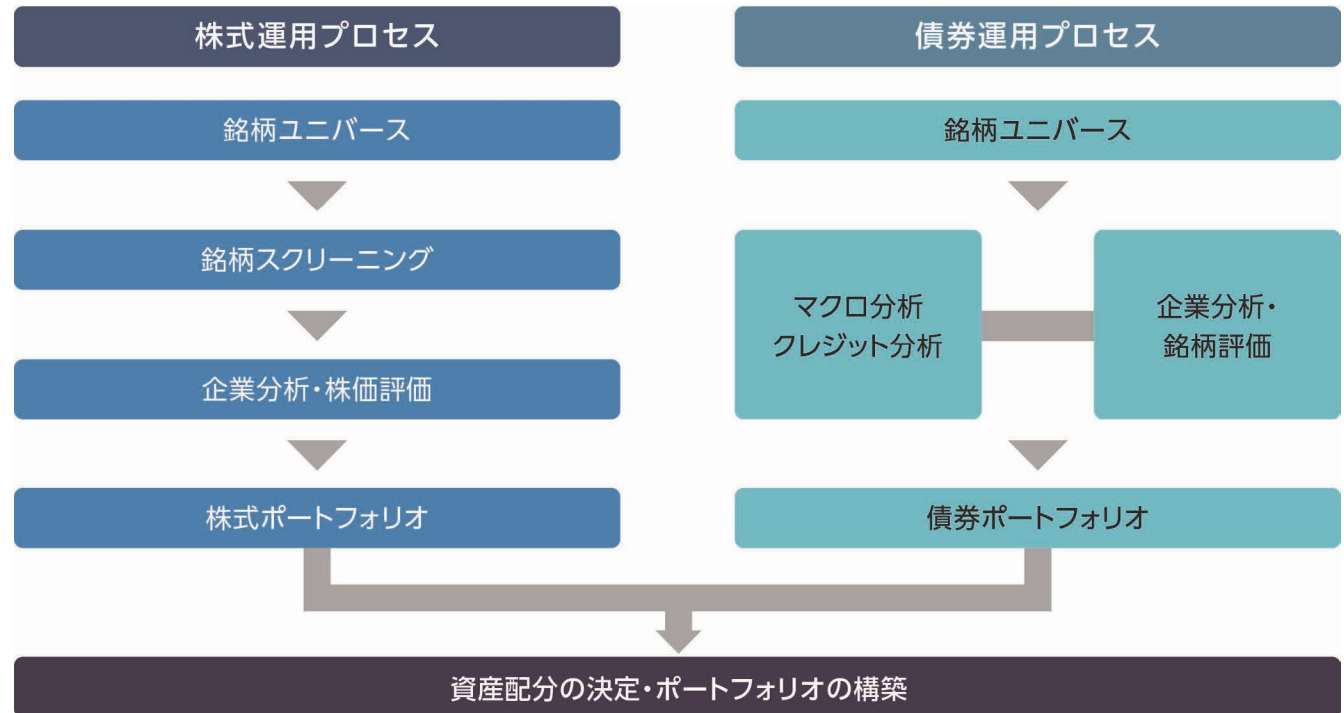 株式運用プロセス
銘柄ユニバース
銘柄スクリーニング
企業分析・株価評価
株式ポートフォリオ
債券運用プロセス
銘柄ユニバース
マクロ分析
クレジット分析
企業分析・
銘柄評価
債券ポートフォリオ
資産配分の決定・ポートフォリオの構築